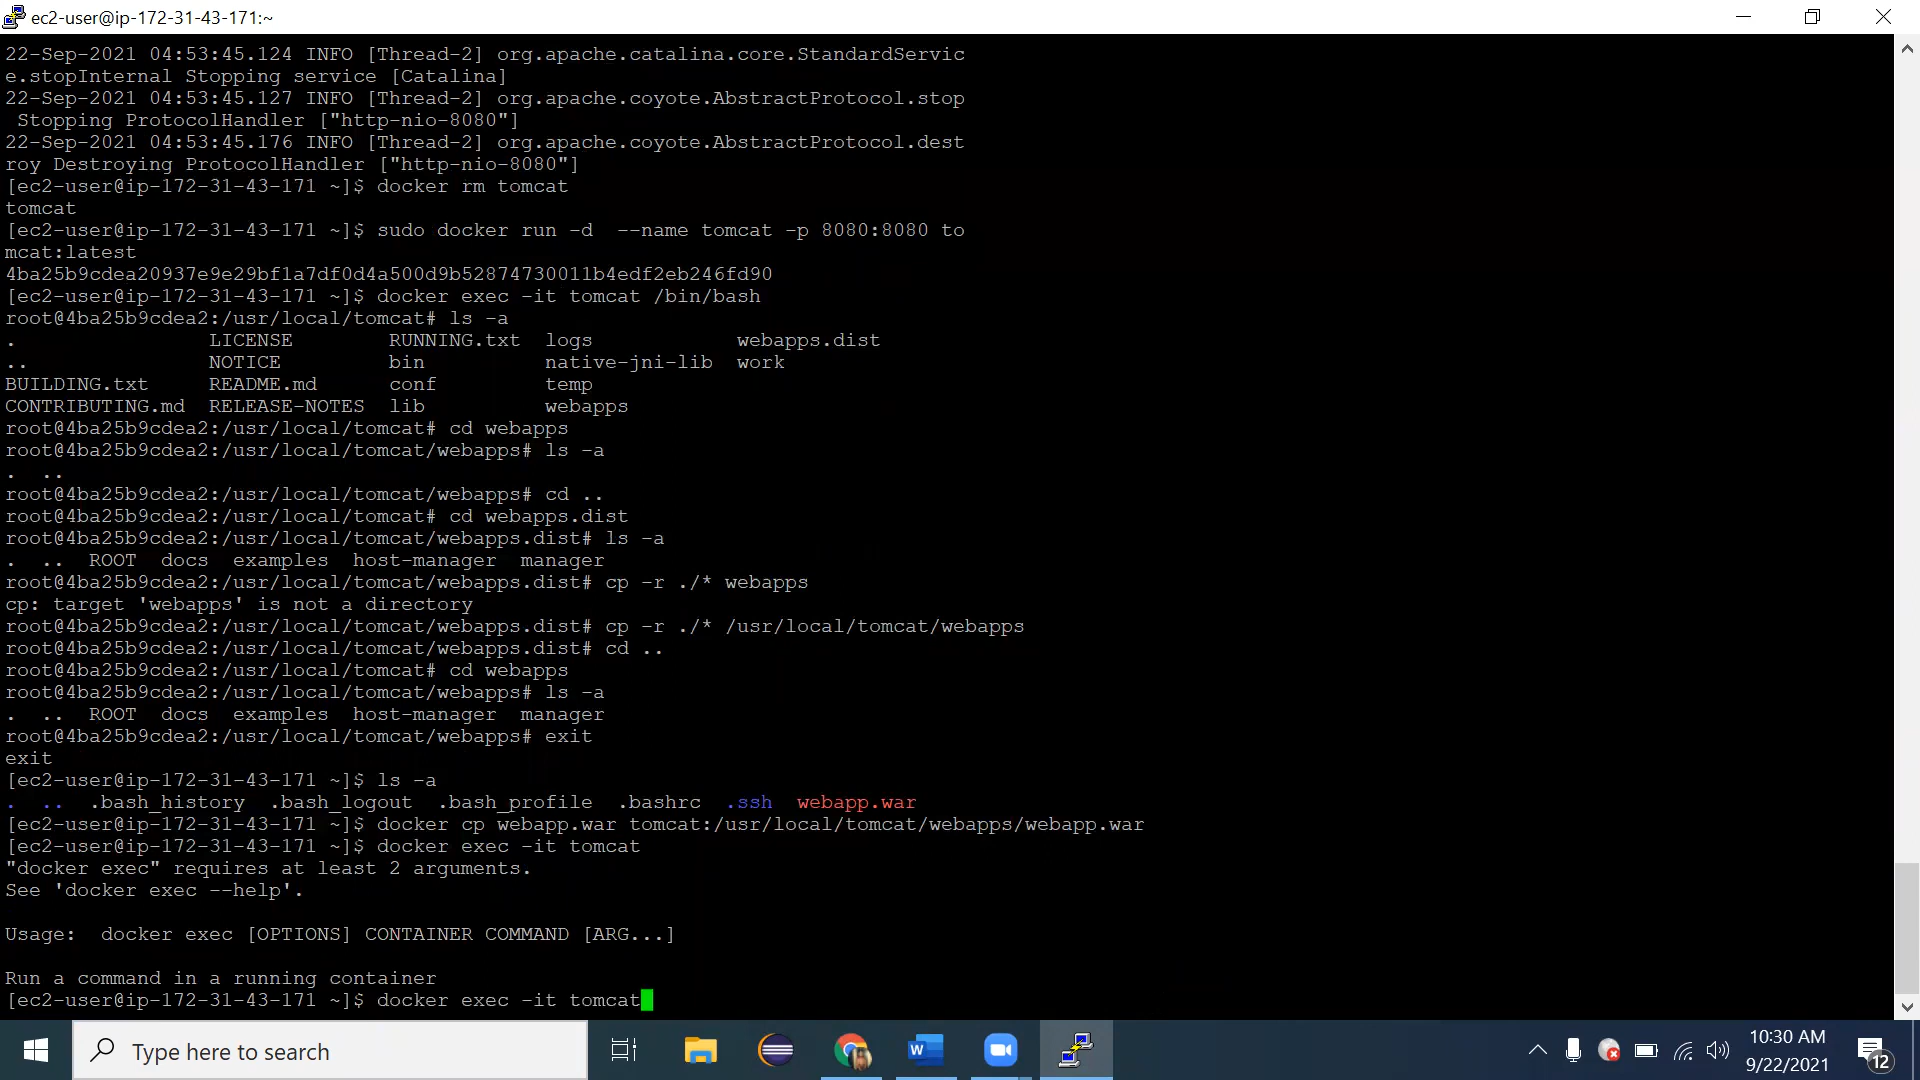 ec2-user@ip-172-31-43-171:~
22-Sep-2021 04:53:45.124 INFO [Thread-2] org.apache.catalina.core.StandardServic
e.stopInternal Stopping service [Catalina]
22-Sep-2021 04:53:45.127 INFO [Thread-2] org.apache.coyote.AbstractProtocol.stop
 Stopping ProtocolHandler ["http-nio-8080"]
22-Sep-2021 04:53:45.176 INFO [Thread-2] org.apache.coyote.AbstractProtocol.dest
roy Destroying ProtocolHandler ["http-nio-8080"]
[ec2-user@ip-172-31-43-171 ~]$ docker rm tomcat
tomcat
[ec2-user@ip-172-31-43-171 ~]$ sudo docker run -d  --name tomcat -p 8080:8080 to
mcat:latest
4ba25b9cdea20937e9e29bf1a7df0d4a500d9b52874730011b4edf2eb246fd90
[ec2-user@ip-172-31-43-171 ~]$ docker exec -it tomcat /bin/bash
root@4ba25b9cdea2:/usr/local/tomcat# ls -a
.                LICENSE        RUNNING.txt  logs            webapps.dist
..               NOTICE         bin          native-jni-lib  work
BUILDING.txt     README.md      conf         temp
CONTRIBUTING.md  RELEASE-NOTES  lib          webapps
root@4ba25b9cdea2:/usr/local/tomcat# cd webapps
root@4ba25b9cdea2:/usr/local/tomcat/webapps# ls -a
.  ..
root@4ba25b9cdea2:/usr/local/tomcat/webapps# cd ..
root@4ba25b9cdea2:/usr/local/tomcat# cd webapps.dist
root@4ba25b9cdea2:/usr/local/tomcat/webapps.dist# ls -a
.  ..  ROOT  docs  examples  host-manager  manager
root@4ba25b9cdea2:/usr/local/tomcat/webapps.dist# cp -r ./* webapps
cp: target 'webapps' is not a directory
root@4ba25b9cdea2:/usr/local/tomcat/webapps.dist# cp -r ./* /usr/local/tomcat/webapps
root@4ba25b9cdea2:/usr/local/tomcat/webapps.dist# cd ..
root@4ba25b9cdea2:/usr/local/tomcat# cd webapps
root@4ba25b9cdea2:/usr/local/tomcat/webapps# ls -a
.  ..  ROOT  docs  examples  host-manager  manager
root@4ba25b9cdea2:/usr/local/tomcat/webapps# exit
exit
[ec2-user@ip-172-31-43-171 ~]$ ls -a
.  ..  .bash_history  .bash_logout  .bash_profile  .bashrc  .ssh  webapp.war
[ec2-user@ip-172-31-43-171 ~]$ docker cp webapp.war tomcat:/usr/local/tomcat/webapps/webapp.war
[ec2-user@ip-172-31-43-171 ~]$ docker exec -it tomcat
"docker exec" requires at least 2 arguments.
See 'docker exec --help'.
Usage:  docker exec [OPTIONS] CONTAINER COMMAND [ARG...]
Run a command in a running container
[ec2-user@ip-172-31-43-171 ~]$ docker exec -it tomcat
Type here to search
W
10:30 AM
9/22/2021
12